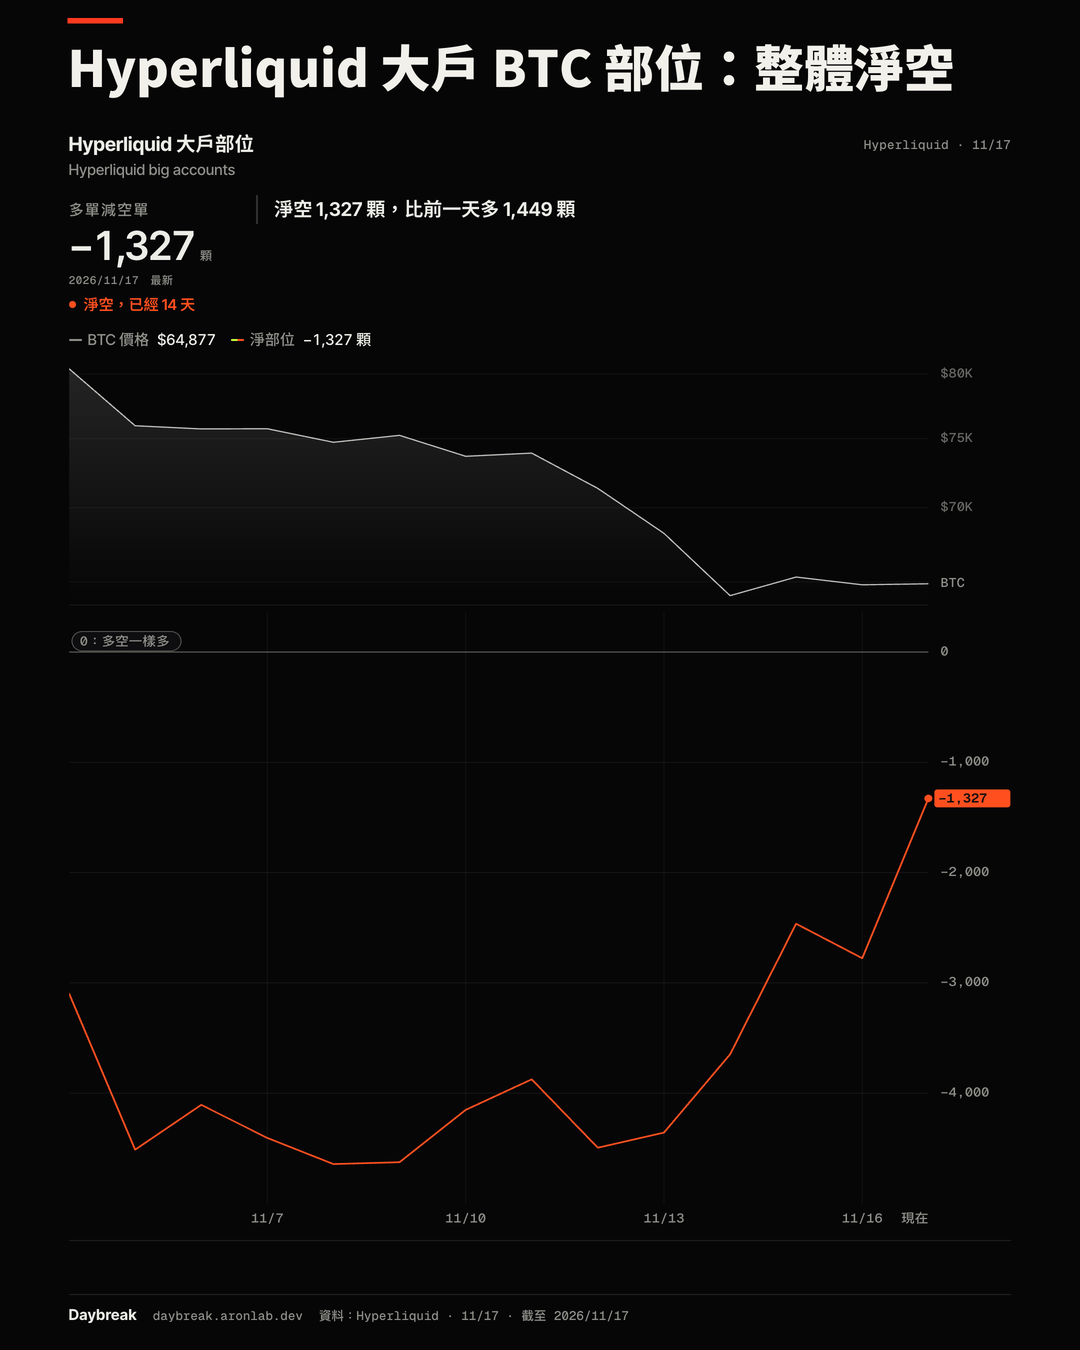 Hyperliquid 大戶 BTC 部位：整體淨空
Hyperliquid 大戶部位
Hyperliquid · 11/17
Hyperliquid big accounts
多單減空單
淨空 1,327 顆，比前一天多 1,449 顆
−1,327 顆
2026/11/17 最新
淨空，已經 14 天
BTC 價格 $64,877 淨部位 −1,327 顆
$80K
$75K
$70K
BTC
0：多空一樣多
0
−1,000
−1,327
−2,000
−3,000
−4,000
11/7 11/10 11/13 11/16 現在
Daybreak daybreak.aronlab.dev 資料：Hyperliquid · 11/17 · 截至 2026/11/17